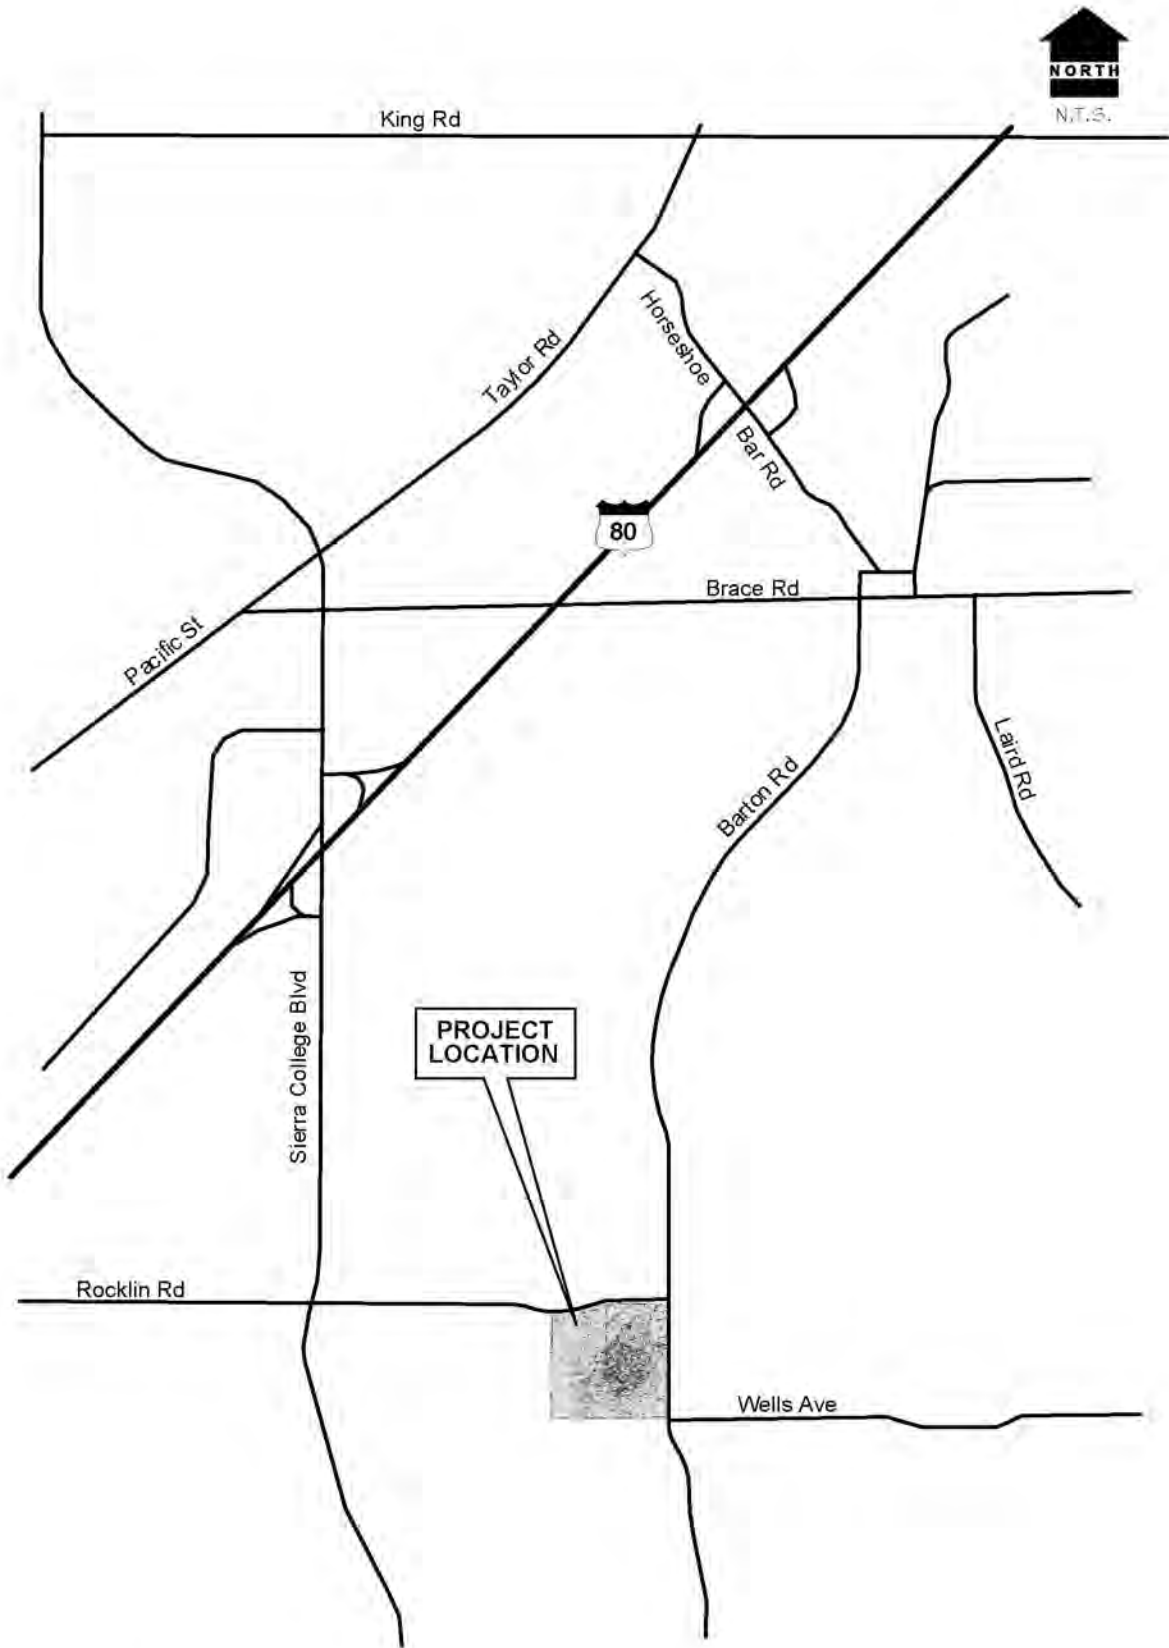 NORTH
N.T.S.
King Rd
Taylor Rd
Horseshoe
Bar Rd
80
Brace Rd
Pacific St
Laird Rd
Barton Rd
Sierra College Blvd
PROJECT
LOCATION
Rocklin Rd
Wells Ave